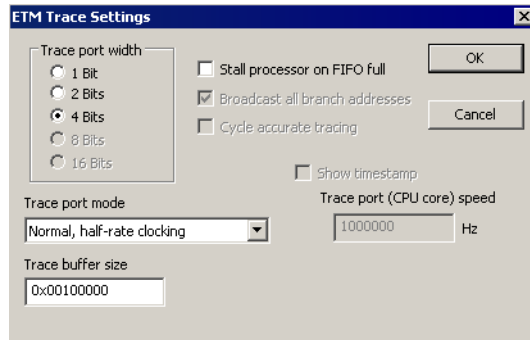 ETM Trace Settings
Trace port width
1 Bit
2 Bits
4 Bits
8 Bits
16 Bits
Stall processor on FIFO full
Broadcast all branch addresses
Cycle accurate tracing
OK
Cancel
Show timestamp
Trace port mode
Normal, half-rate clocking
Trace port (CPU core) speed
1000000 Hz
Trace buffer size
0x00100000